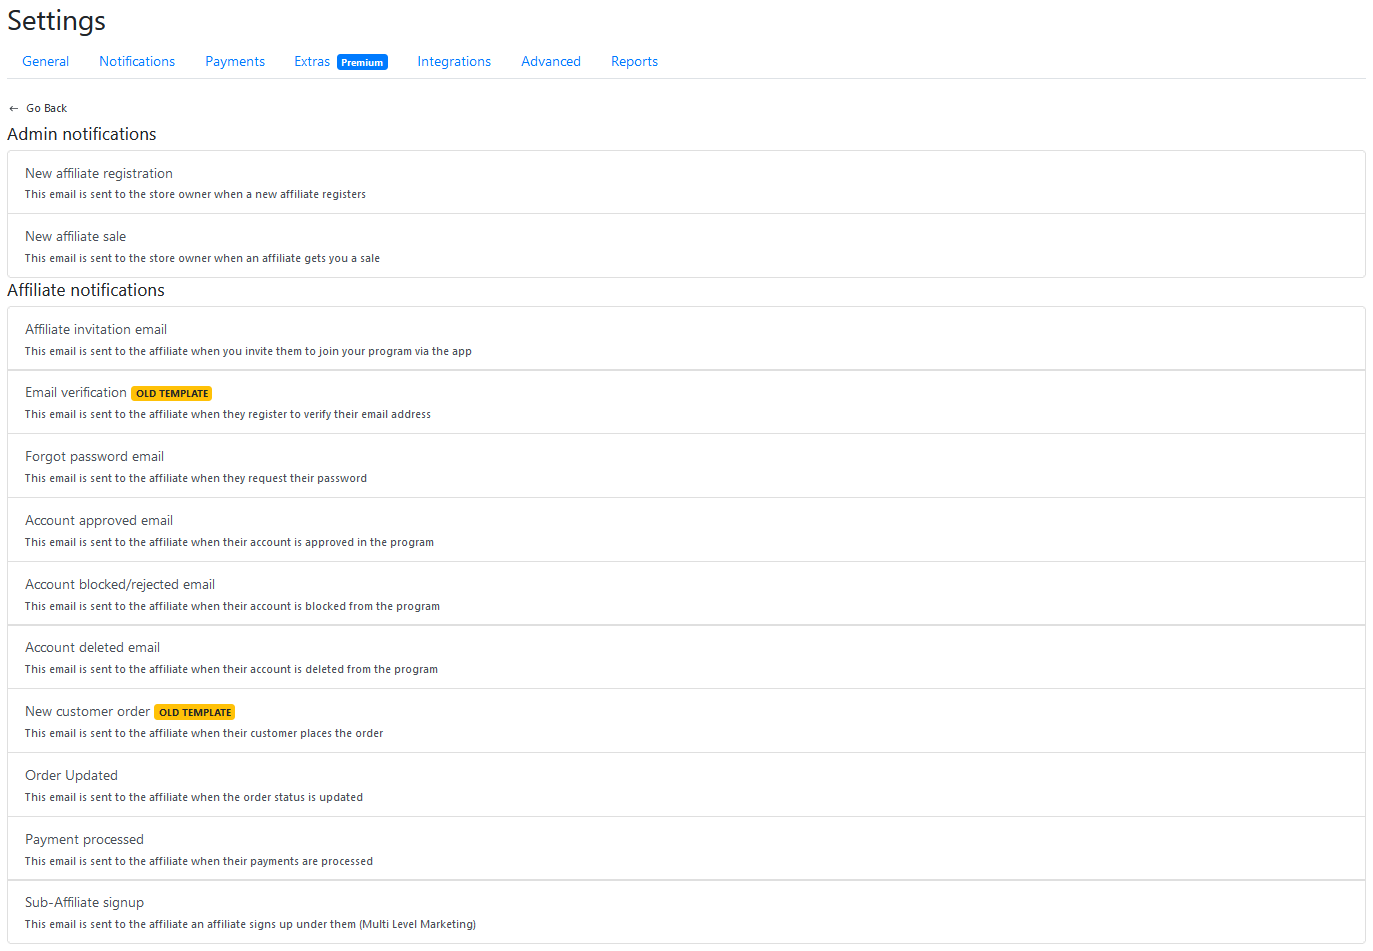 Settings
General Notifications Payments Extras Premium Integrations Advanced Reports
← Go Back
Admin notifications
New affiliate registration
This email is sent to the store owner when a new affiliate registers
New affiliate sale
This email is sent to the store owner when an affiliate gets you a sale
Affiliate notifications
Affiliate invitation email
This email is sent to the affiliate when you invite them to join your program via the app
Email verification OLD TEMPLATE
This email is sent to the affiliate when they register to verify their email address
Forgot password email
This email is sent to the affiliate when they request their password
Account approved email
This email is sent to the affiliate when their account is approved in the program
Account blocked/rejected email
This email is sent to the affiliate when their account is blocked from the program
Account deleted email
This email is sent to the affiliate when their account is deleted from the program
New customer order OLD TEMPLATE
This email is sent to the affiliate when their customer places the order
Order Updated
This email is sent to the affiliate when the order status is updated
Payment processed
This email is sent to the affiliate when their payments are processed
Sub-Affiliate signup
This email is sent to the affiliate an affiliate signs up under them (Multi Level Marketing)